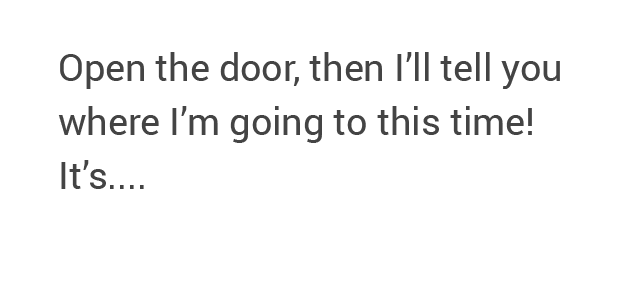 Open the door, then I’ll tell you
where I’m going to this time!
It’s....